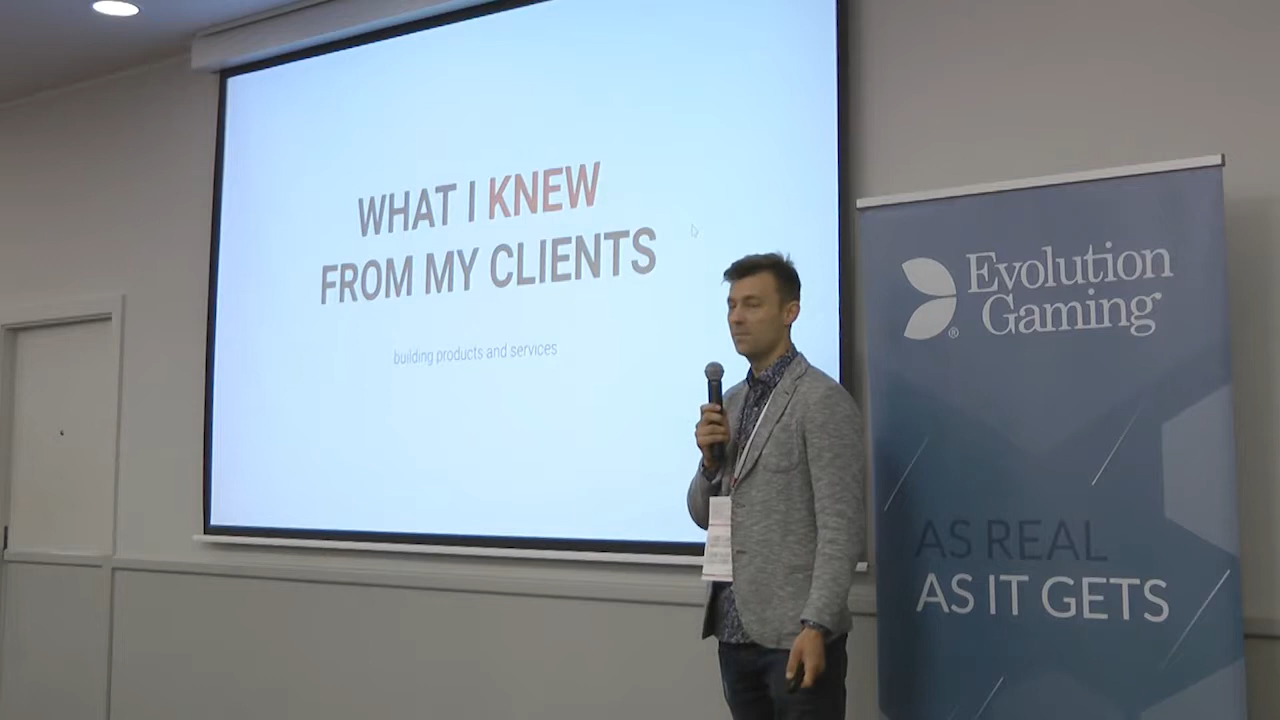 WHAT I KNEW
FROM MY CLIENTS
building products and services
Evolution
Gaming
®
AS REAL
AS IT GETS